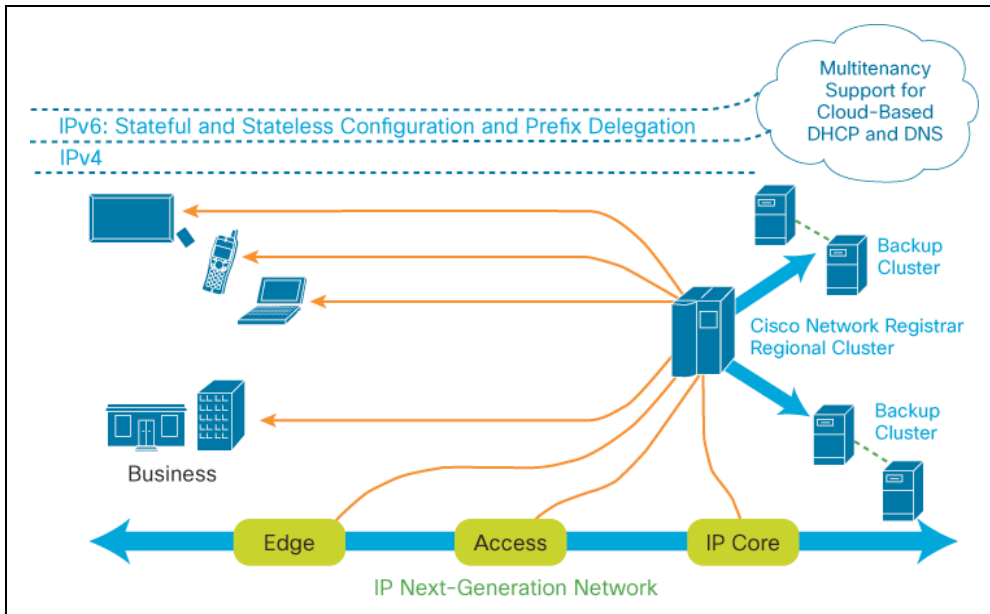 Multitenancy
Support for
Cloud-Based
DHCP and DNS
IPv6: Stateful and Stateless Configuration and Prefix Delegation
IPv4
Backup
Cluster
Cisco Network Registrar
Regional Cluster
Backup
Cluster
Business
Edge
Access
IP Core
IP Next-Generation Network